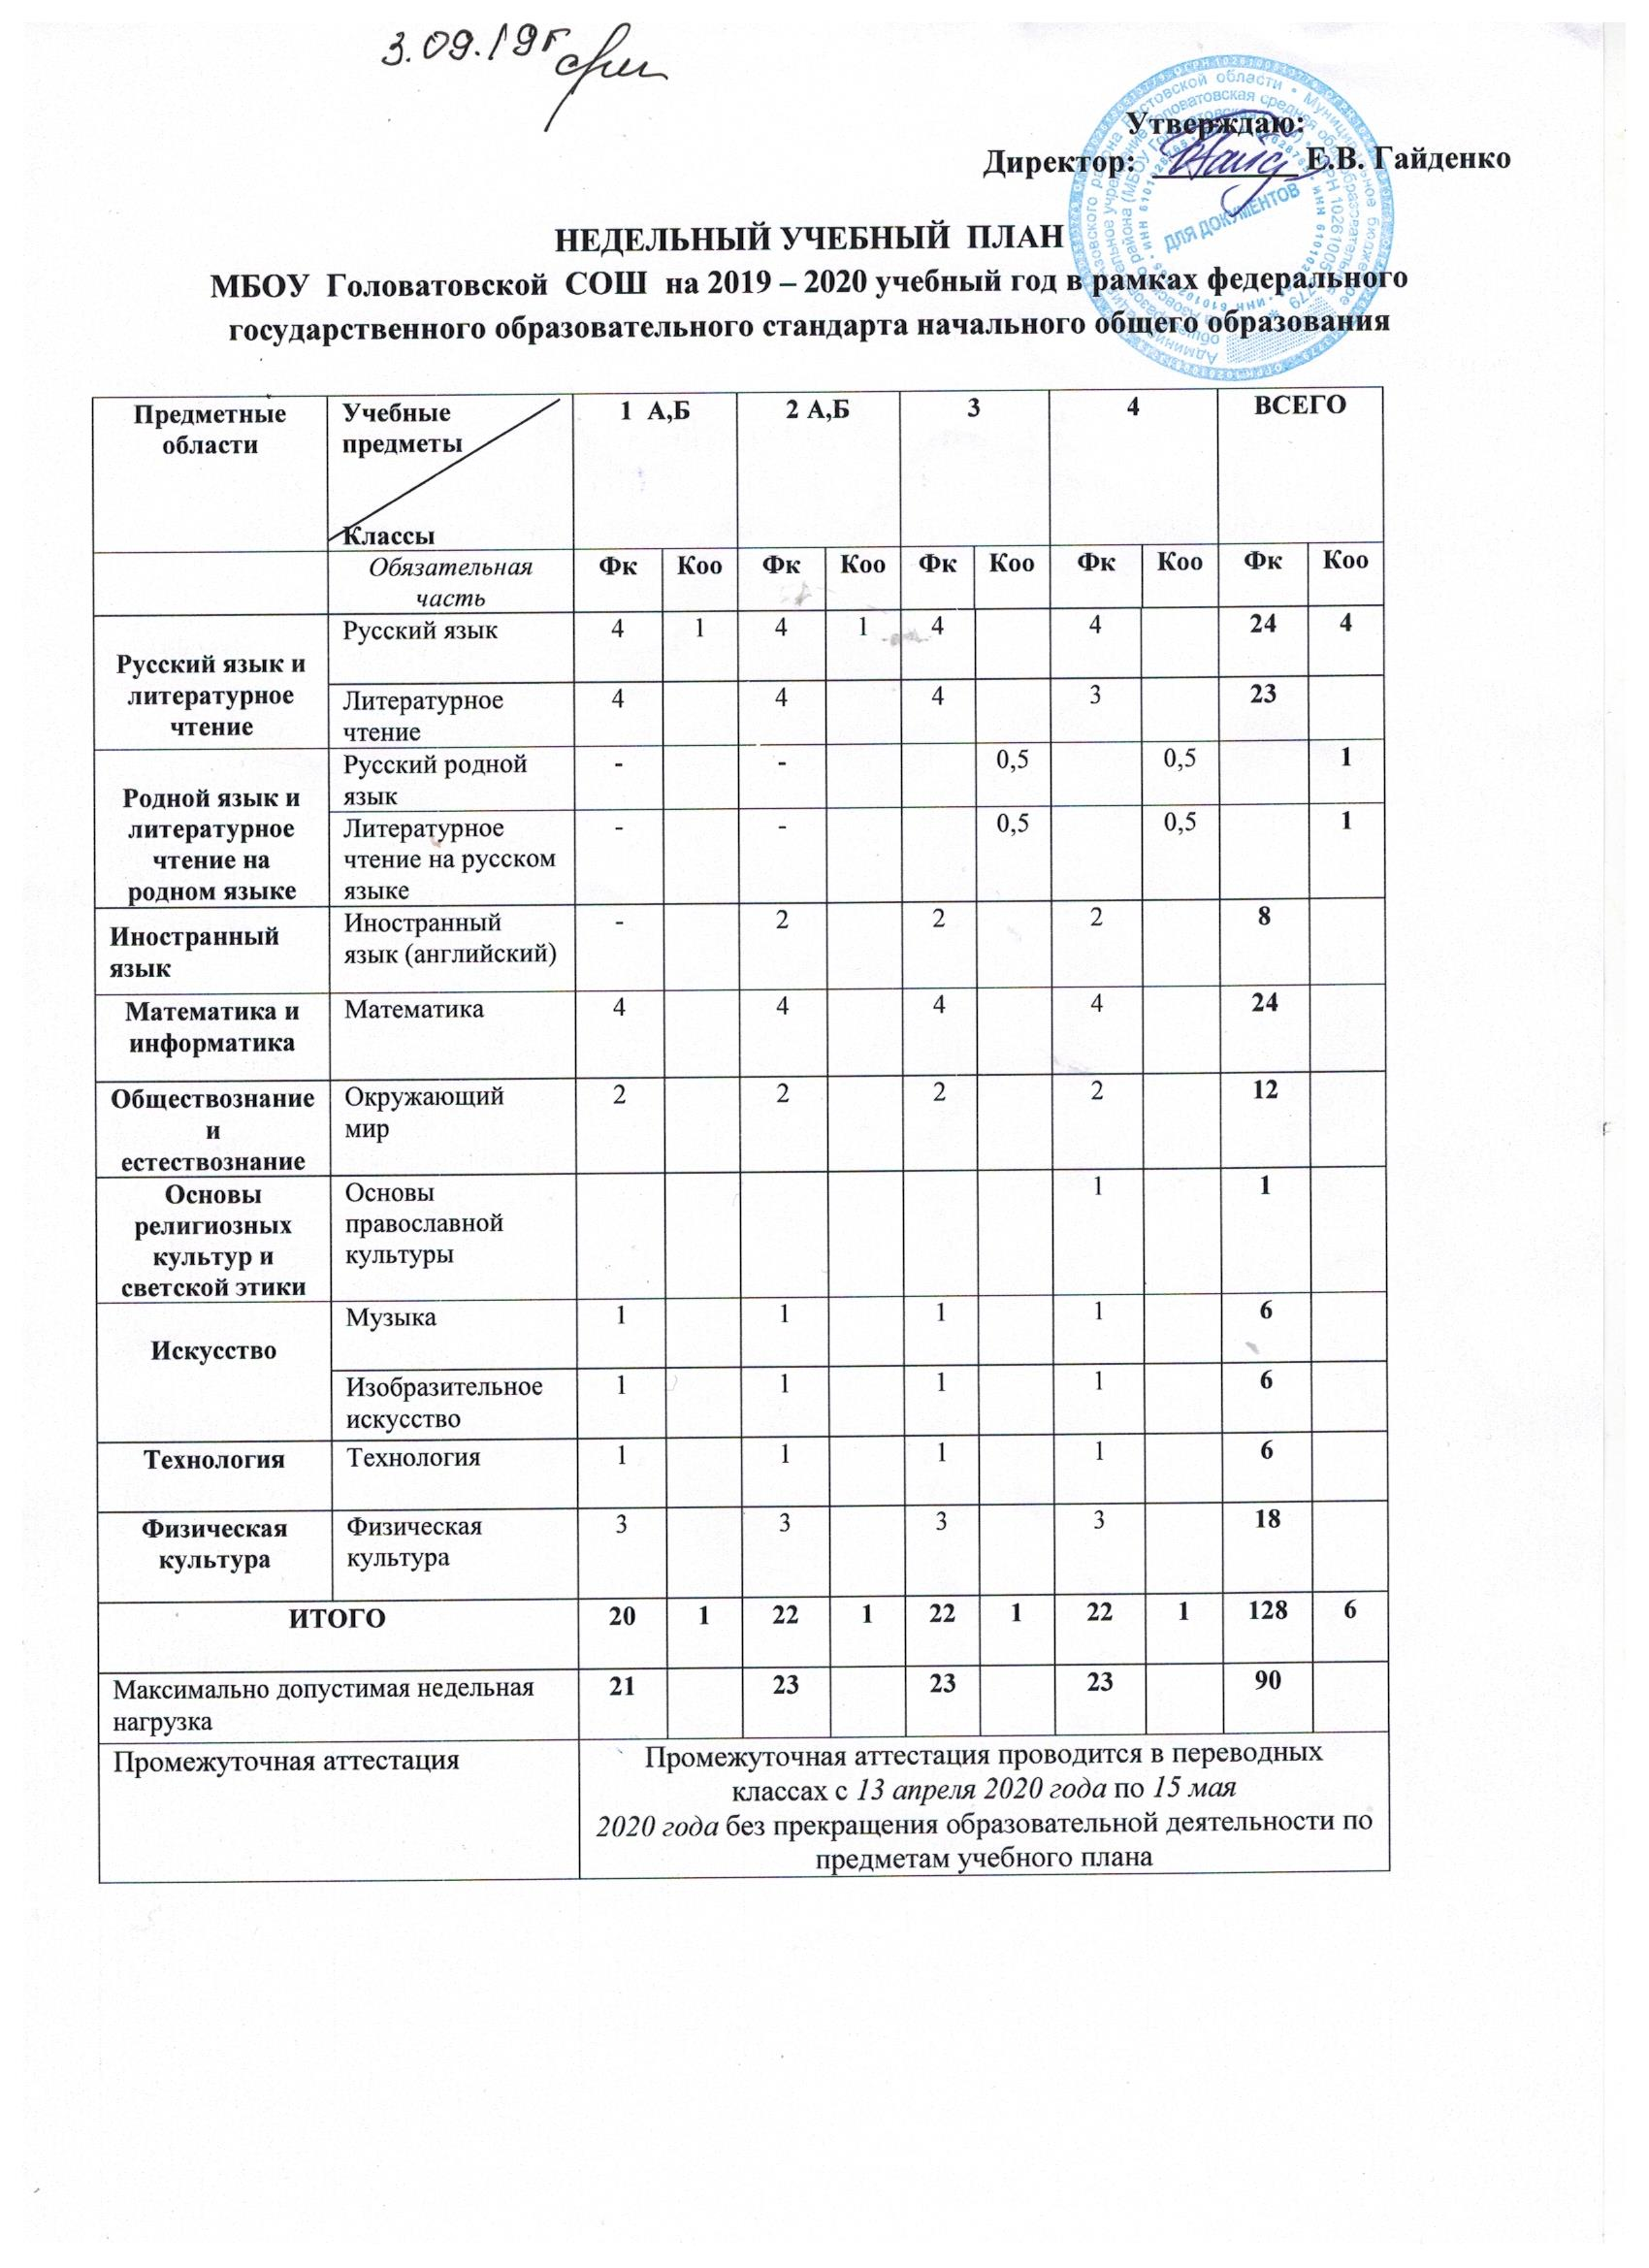 3.09.19г
Утверждаю:
Директор: __________ Е.В. Гайденко
ДЛЯ ДОКУМЕНТОВ
НЕДЕЛЬНЫЙ УЧЕБНЫЙ ПЛАН
МБОУ Головатовской СОШ на 2019 – 2020 учебный год в рамках федерального
государственного образовательного стандарта начального общего образования
Предметные области | Учебные предметы Классы | 1 А,Б | 2 А,Б | 3 | 4 | ВСЕГО
Обязательная часть | Фк | Коо | Фк | Коо | Фк | Коо | Фк | Коо | Фк | Коо
Русский язык и литературное чтение | Русский язык | 4 | 1 | 4 | 1 | 4 | | 4 | | 24 | 4
Литературное чтение | 4 | | 4 | | 4 | | 3 | | 23 |
Родной язык и литературное чтение на родном языке | Русский родной язык | - | | - | | | 0,5 | | 0,5 | | 1
Литературное чтение на русском языке | - | | - | | | 0,5 | | 0,5 | | 1
Иностранный язык | Иностранный язык (английский) | - | | 2 | | 2 | | 2 | | 8 |
Математика и информатика | Математика | 4 | | 4 | | 4 | | 4 | | 24 |
Обществознание и естествознание | Окружающий мир | 2 | | 2 | | 2 | | 2 | | 12 |
Основы религиозных культур и светской этики | Основы православной культуры | | | | | | | 1 | | 1 |
Искусство | Музыка | 1 | | 1 | | 1 | | 1 | | 6 |
Изобразительное искусство | 1 | | 1 | | 1 | | 1 | | 6 |
Технология | Технология | 1 | | 1 | | 1 | | 1 | | 6 |
Физическая культура | Физическая культура | 3 | | 3 | | 3 | | 3 | | 18 |
ИТОГО | 20 | 1 | 22 | 1 | 22 | 1 | 22 | 1 | 128 | 6
Максимально допустимая недельная нагрузка | 21 | | 23 | | 23 | | 23 | | 90 |
Промежуточная аттестация | Промежуточная аттестация проводится в переводных
классах с 13 апреля 2020 года по 15 мая
2020 года без прекращения образовательной деятельности по
предметам учебного плана